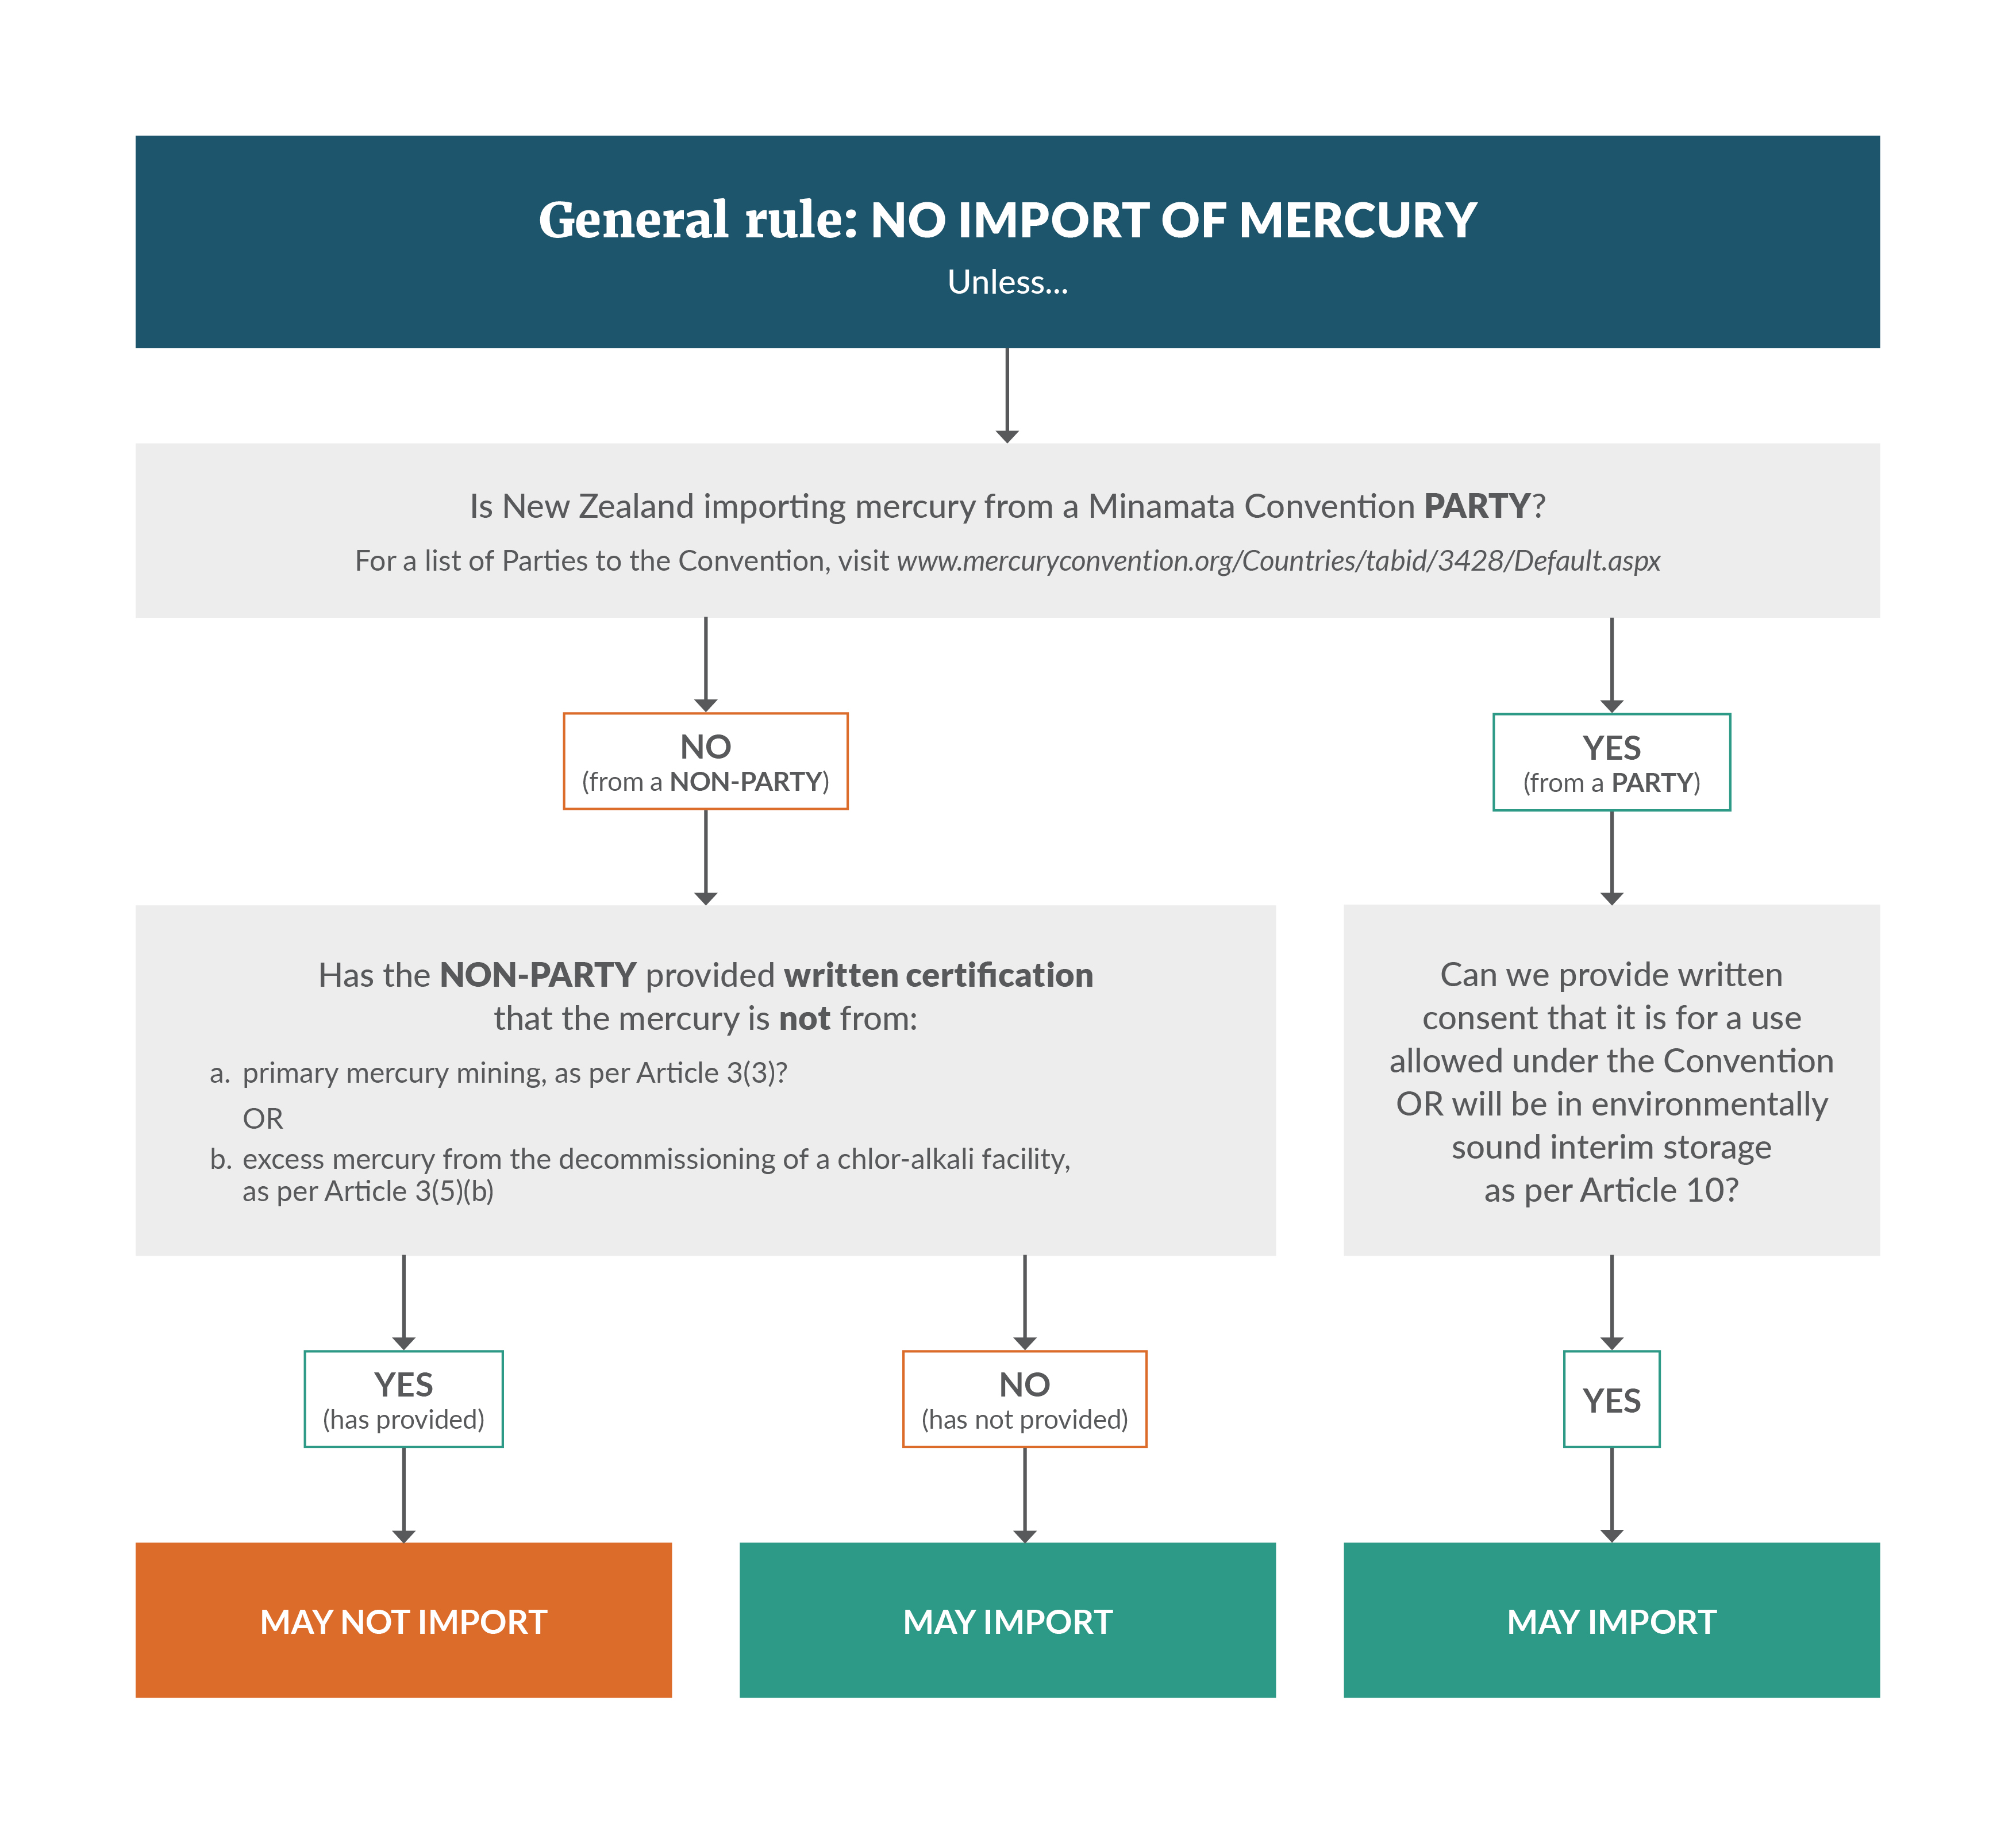 General rule: NO IMPORT OF MERCURY
Unless...
Is New Zealand importing mercury from a Minamata Convention PARTY?
For a list of Parties to the Convention, visit www.mercuryconvention.org/Countries/tabid/3428/Default.aspx
NO
(from a NON-PARTY)
YES
(from a PARTY)
Has the NON-PARTY provided written certification
that the mercury is not from:
a. primary mercury mining, as per Article 3(3)?
OR
b. excess mercury from the decommissioning of a chlor-alkali facility,
as per Article 3(5)(b)
Can we provide written
consent that it is for a use
allowed under the Convention
OR will be in environmentally
sound interim storage
as per Article 10?
YES
(has provided)
NO
(has not provided)
YES
MAY NOT IMPORT
MAY IMPORT
MAY IMPORT